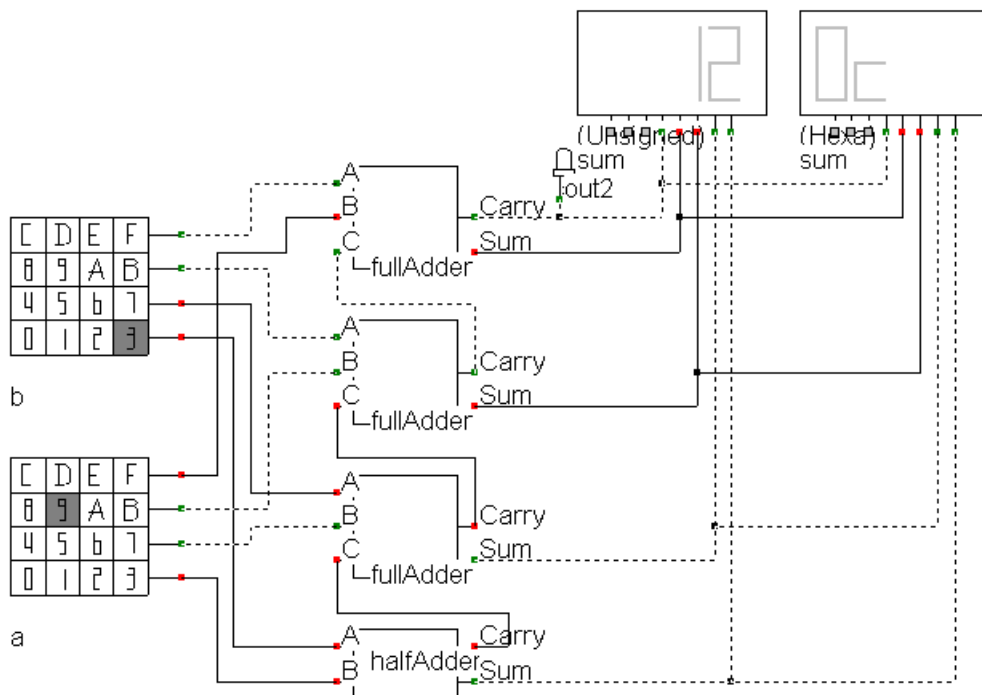 12
0c
(Unsigned)
sum
(Hexa)
sum
out2
A
B
C
fullAdder
Carry
Sum
C D E F
8 9 A B
4 5 6 7
0 1 2 3
b
A
B
C
fullAdder
Carry
Sum
C D E F
8 9 A B
4 5 6 7
0 1 2 3
a
A
B
C
fullAdder
Carry
Sum
A
B
halfAdder
Carry
Sum